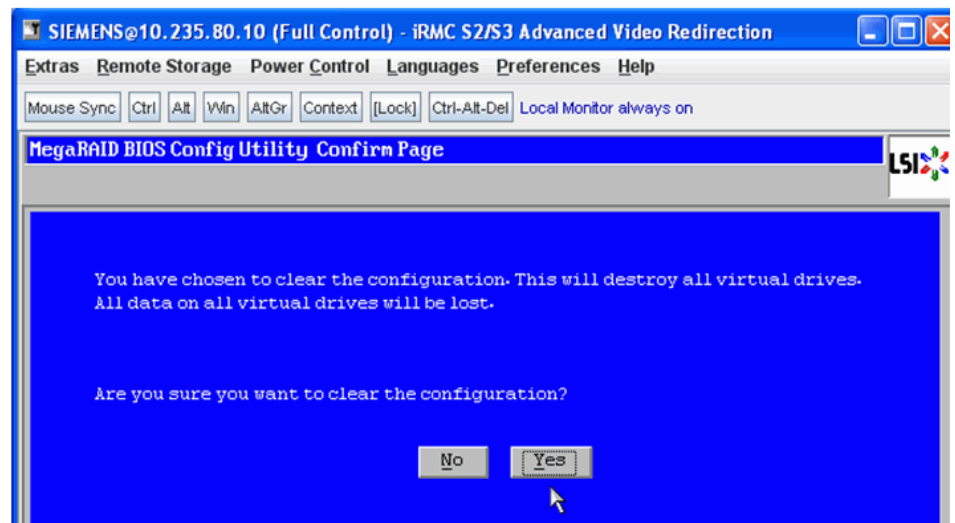 SIEMENS@10.235.80.10 (Full Control) - iRMC S2/S3 Advanced Video Redirection
Extras Remote Storage Power Control Languages Preferences Help
Mouse Sync Ctrl Alt Win AltGr Context [Lock] Ctrl-Alt-Del Local Monitor always on
MegaRAID BIOS Config Utility Confirm Page
LSI
You have chosen to clear the configuration. This will destroy all virtual drives.
All data on all virtual drives will be lost.
Are you sure you want to clear the configuration?
No Yes